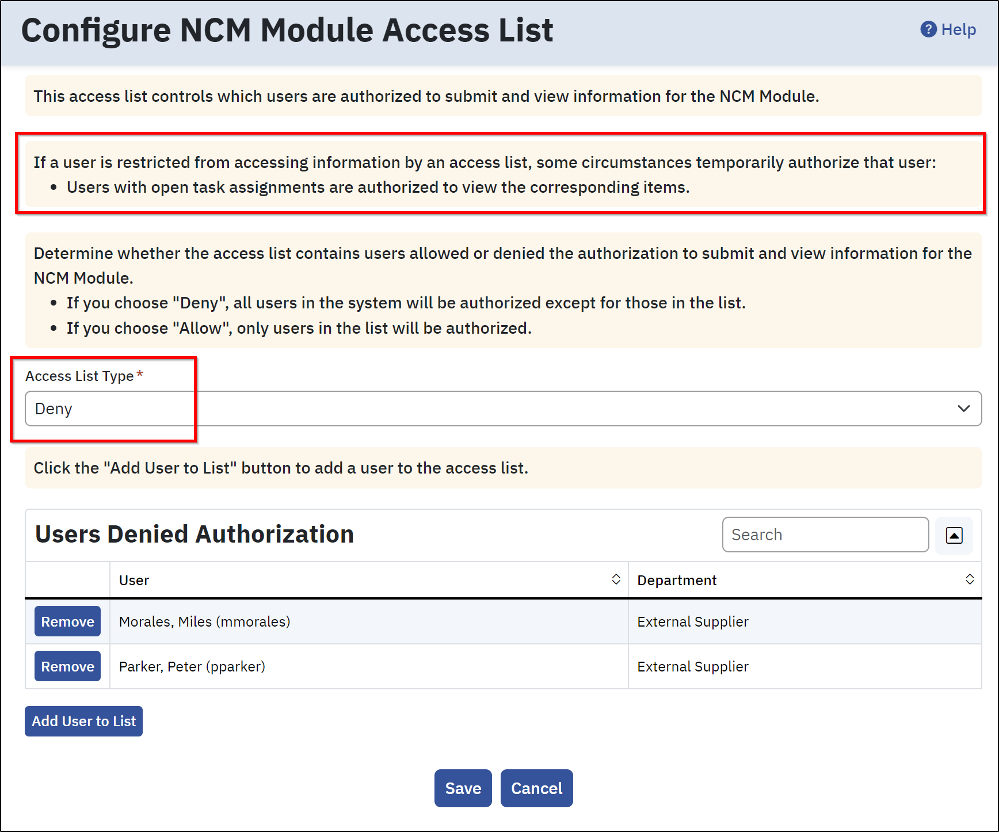 Configure NCM Module Access List
? Help
This access list controls which users are authorized to submit and view information for the NCM Module.
If a user is restricted from accessing information by an access list, some circumstances temporarily authorize that user:
• Users with open task assignments are authorized to view the corresponding items.
Determine whether the access list contains users allowed or denied the authorization to submit and view information for the
NCM Module.
• If you choose "Deny", all users in the system will be authorized except for those in the list.
• If you choose "Allow", only users in the list will be authorized.
Access List Type*
Deny
Click the "Add User to List" button to add a user to the access list.
Users Denied Authorization
Search
User Department
Remove Morales, Miles (mmorales) External Supplier
Remove Parker, Peter (pparker) External Supplier
Add User to List
Save Cancel